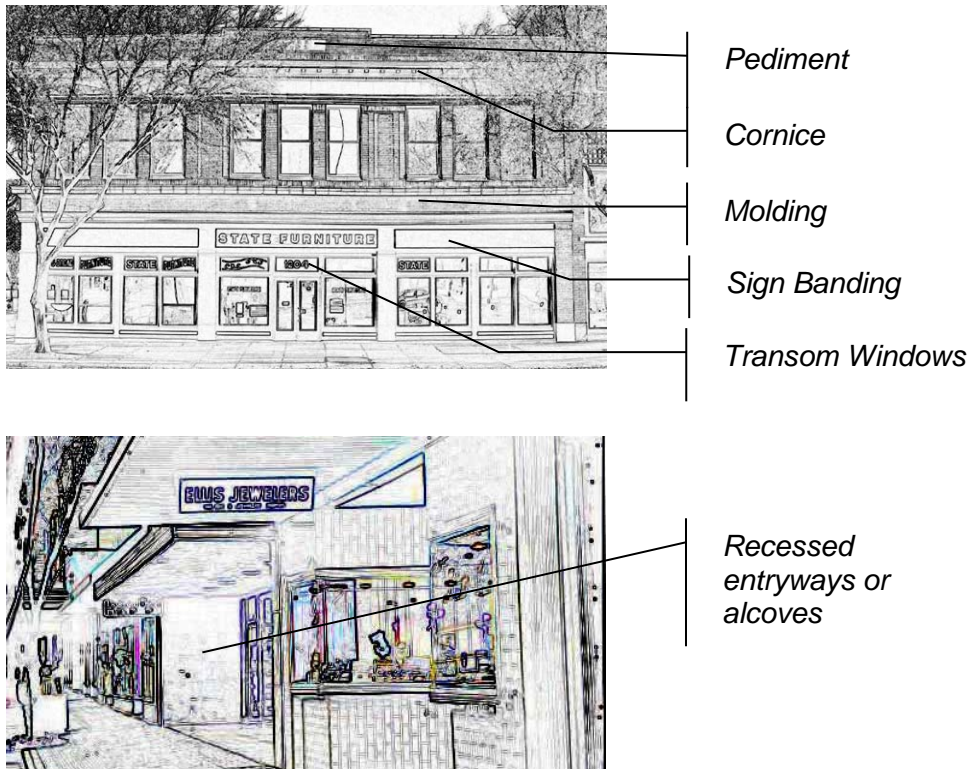 Pediment
Cornice
Molding
STATE FURNITURE
Sign Banding
STATE
1204
STATE
Transom Windows
ELLIS JEWELERS
Recessed
entryways or
alcoves